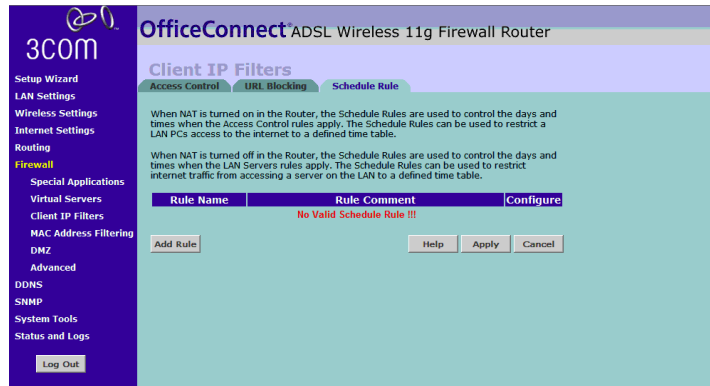 3COM
OfficeConnect® ADSL Wireless 11g Firewall Router
Client IP Filters
Access Control
URL Blocking
Schedule Rule
Setup Wizard
LAN Settings
Wireless Settings
Internet Settings
Routing
Firewall
Special Applications
Virtual Servers
Client IP Filters
MAC Address Filtering
DMZ
Advanced
DDNS
SNMP
System Tools
Status and Logs
Log Out
When NAT is turned on in the Router, the Schedule Rules are used to control the days and
times when the Access Control rules apply. The Schedule Rules can be used to restrict a
LAN PCs access to the internet to a defined time table.
When NAT is turned off in the Router, the Schedule Rules are used to control the days and
times when the LAN Servers rules apply. The Schedule Rules can be used to restrict
internet traffic from accessing a server on the LAN to a defined time table.
Rule Name Rule Comment Configure
No Valid Schedule Rule !!!
Add Rule Help Apply Cancel